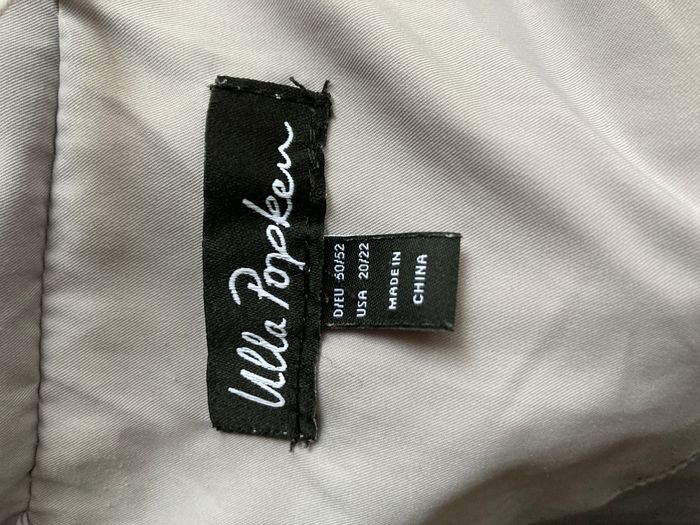 Ulla Popken
D/EU 50/52
USA 20/22
MADE IN
CHINA